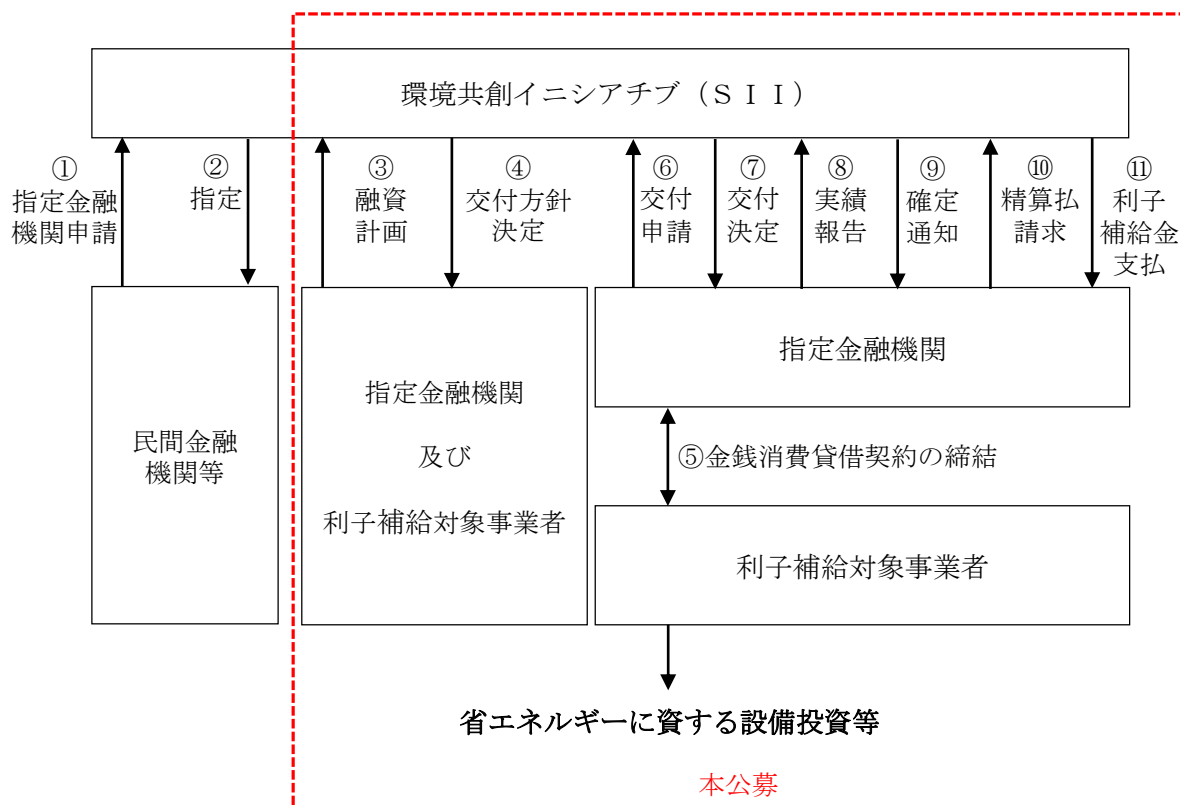 環境共創イニシアチブ（ＳＩＩ）
①
指定金融
機関申請
②
指定
③
融資
計画
④
交付方針
決定
⑥
交付
申請
⑦
交付
決定
⑧
実績
報告
⑨
確定
通知
⑩
精算払
請求
⑪
利子
補給金
支払
民間金融
機関等
指定金融機関
及び
利子補給対象事業者
指定金融機関
⑤金銭消費貸借契約の締結
利子補給対象事業者
省エネルギーに資する設備投資等
本公募